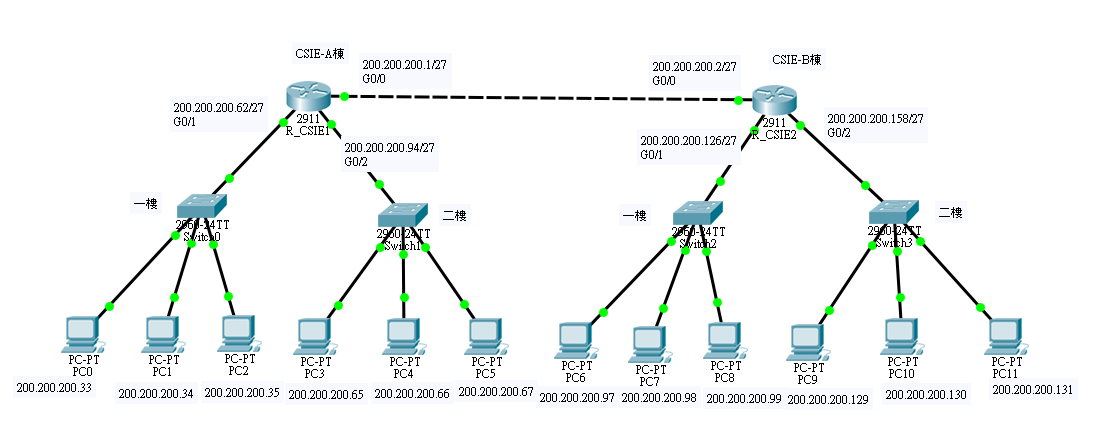 CSIE-A棟
200.200.200.1/27
G0/0
200.200.200.2/27
G0/0
CSIE-B棟
200.200.200.62/27
G0/1
2911
R_CSIE1
200.200.200.94/27
G0/2
200.200.200.126/27
G0/1
2911
R_CSIE2
200.200.200.158/27
G0/2
一樓
2960-24TT
Switch0
二樓
2960-24TT
Switch1
一樓
2960-24TT
Switch2
二樓
2960-24TT
Switch3
PC-PT
PC0
200.200.200.33
PC-PT
PC1
200.200.200.34
PC-PT
PC2
200.200.200.35
PC-PT
PC3
200.200.200.65
PC-PT
PC4
200.200.200.66
PC-PT
PC5
200.200.200.67
PC-PT
PC6
200.200.200.97
PC-PT
PC7
200.200.200.98
PC-PT
PC8
200.200.200.99
PC-PT
PC9
200.200.200.129
PC-PT
PC10
200.200.200.130
PC-PT
PC11
200.200.200.131